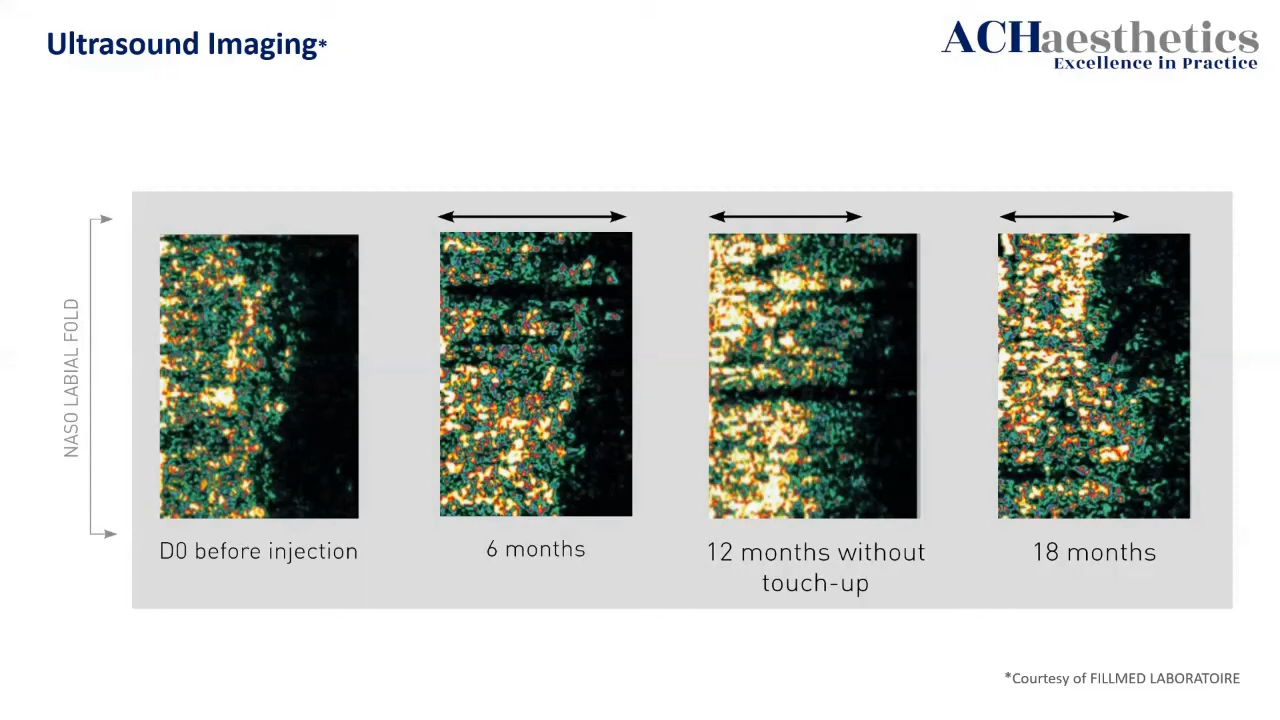 Ultrasound Imaging*
ACHaesthetics
Excellence in Practice
NASO LABIAL FOLD
D0 before injection
6 months
12 months without
touch-up
18 months
*Courtesy of FILLMED LABORATOIRE